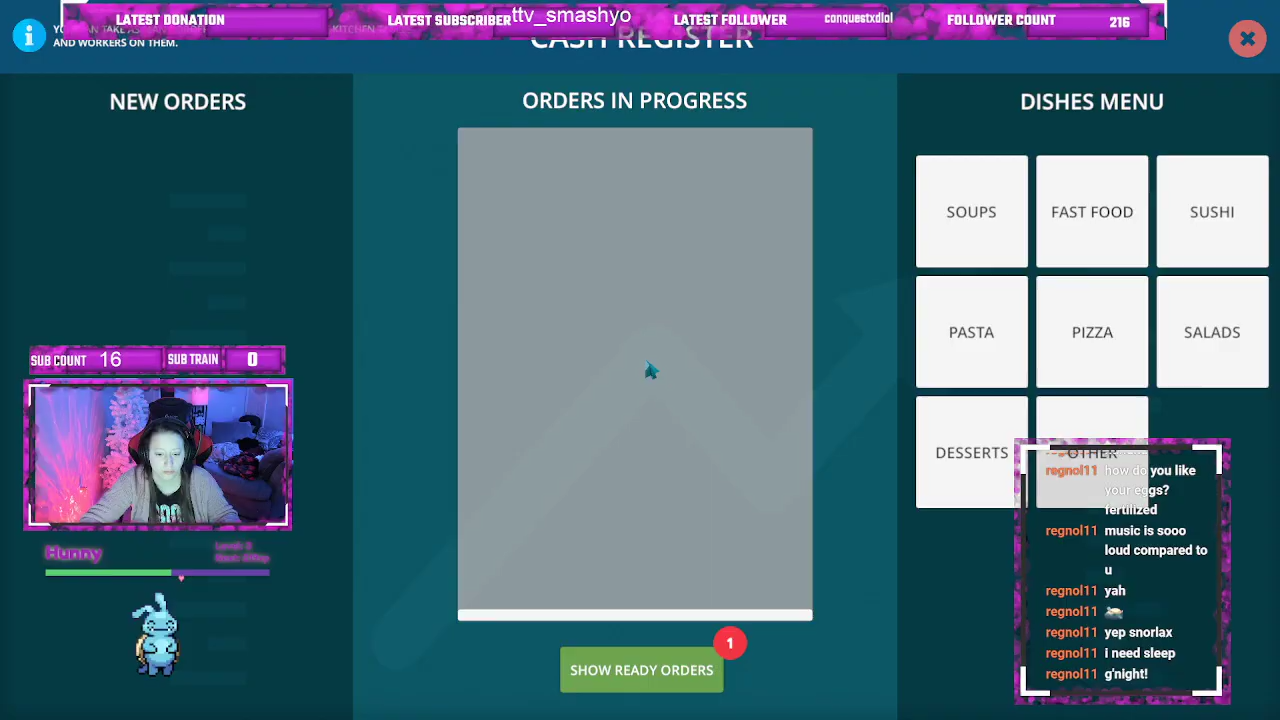 LATEST DONATION
LATEST SUBSCRIBER
ttv_smashyo
LATEST FOLLOWER
conquestxdlol
FOLLOWER COUNT
216
AND WORKERS ON THEM.
CASH REGISTER
NEW ORDERS
ORDERS IN PROGRESS
DISHES MENU
SOUPS
FAST FOOD
SUSHI
PASTA
PIZZA
SALADS
DESSERTS
OTHER
SUB COUNT 16
SUB TRAIN 0
Hunny
regnol11 how do you like
your eggs?
fertilized
regnol11 music is sooo
loud compared to
u
regnol11 yah
regnol11
regnol11 yep snorlax
regnol11 i need sleep
regnol11 g'night!
1
SHOW READY ORDERS